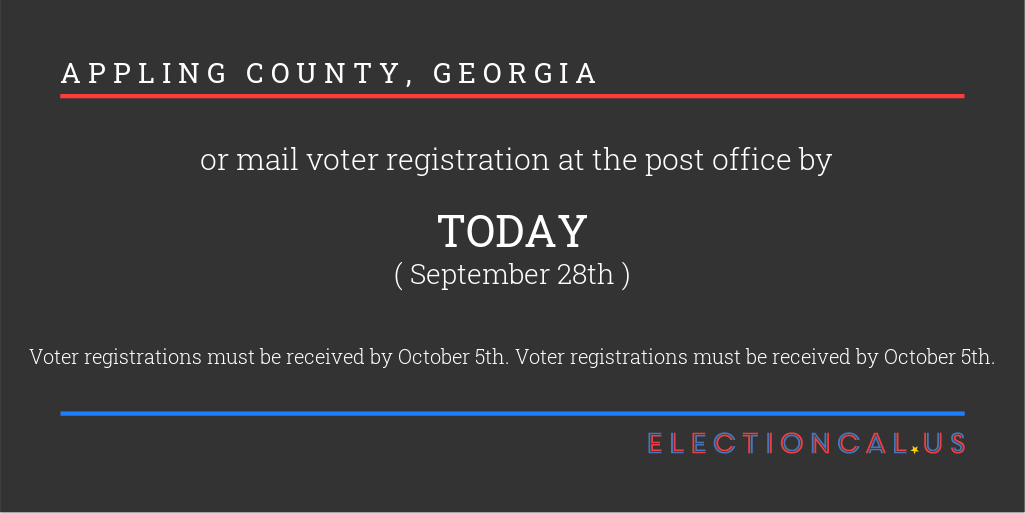 APPLING COUNTY, GEORGIA
or mail voter registration at the post office by
TODAY
( September 28th )
Voter registrations must be received by October 5th. Voter registrations must be received by October 5th.
ELECTIONCAL.US